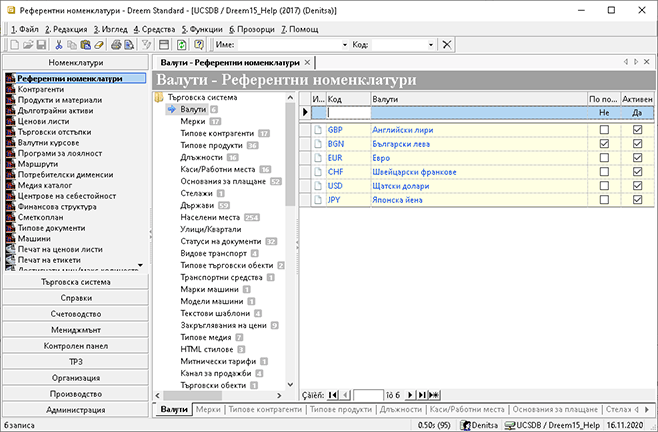 Референтни номенклатури - Dreem Standard - [UCSDB / Dreem15_Help (2017) (Denitsa)]
1. Файл 2. Редакция 3. Изглед 4. Средства 5. Функции 6. Прозорци 7. Помощ
Име: Код:
Номенклатури
Референтни номенклатури
Контрагенти
Продукти и материали
Дълготрайни активи
Ценови листи
Търговски отстъпки
Валутни курсове
Програми за лоялност
Маршрути
Потребителски дименсии
Медия каталог
Центрове на себестойност
Финансова структура
Сметкоплан
Типове документи
Машини
Печат на ценови листи
Печат на етикети
Достигнати мин/макс количества
Търговска система
Справки
Счетоводство
Мениджмънт
Контролен панел
ТРЗ
Организация
Производство
Администрация
Валути - Референтни номенклатури
Валути - Референтни номенклатури
Търговска система
Валути 6
Мерки 17
Типове контрагенти 17
Типове продукти 36
Длъжности 16
Каси/Работни места 16
Основания за плащане 52
Стелажи 1
Държави 59
Населени места 254
Улици/Квартали
Статуси на документи 32
Видове транспорт 4
Типове търговски обекти 2
Транспортни средства 1
Марки машини 1
Модели машини 1
Текстови шаблони 4
Закръглявания на цени 9
Типове медия 7
HTML стилове 3
Митнически тарифи 1
Канал за продажби 4
Търговски обекти 1
И... Код Валути По по... Активен
Не Да
GBP Английски лири
BGN Български лева
EUR Евро
CHF Швейцарски франкове
USD Щатски долари
JPY Японска йена
Çàïèñ: îò 6
Валути Мерки Типове контрагенти Типове продукти Длъжности Каси/Работни места Основания за плащане Стелаж
6 записа 0.50s (95) Denitsa UCSDB / Dreem15_Help 16.11.2020